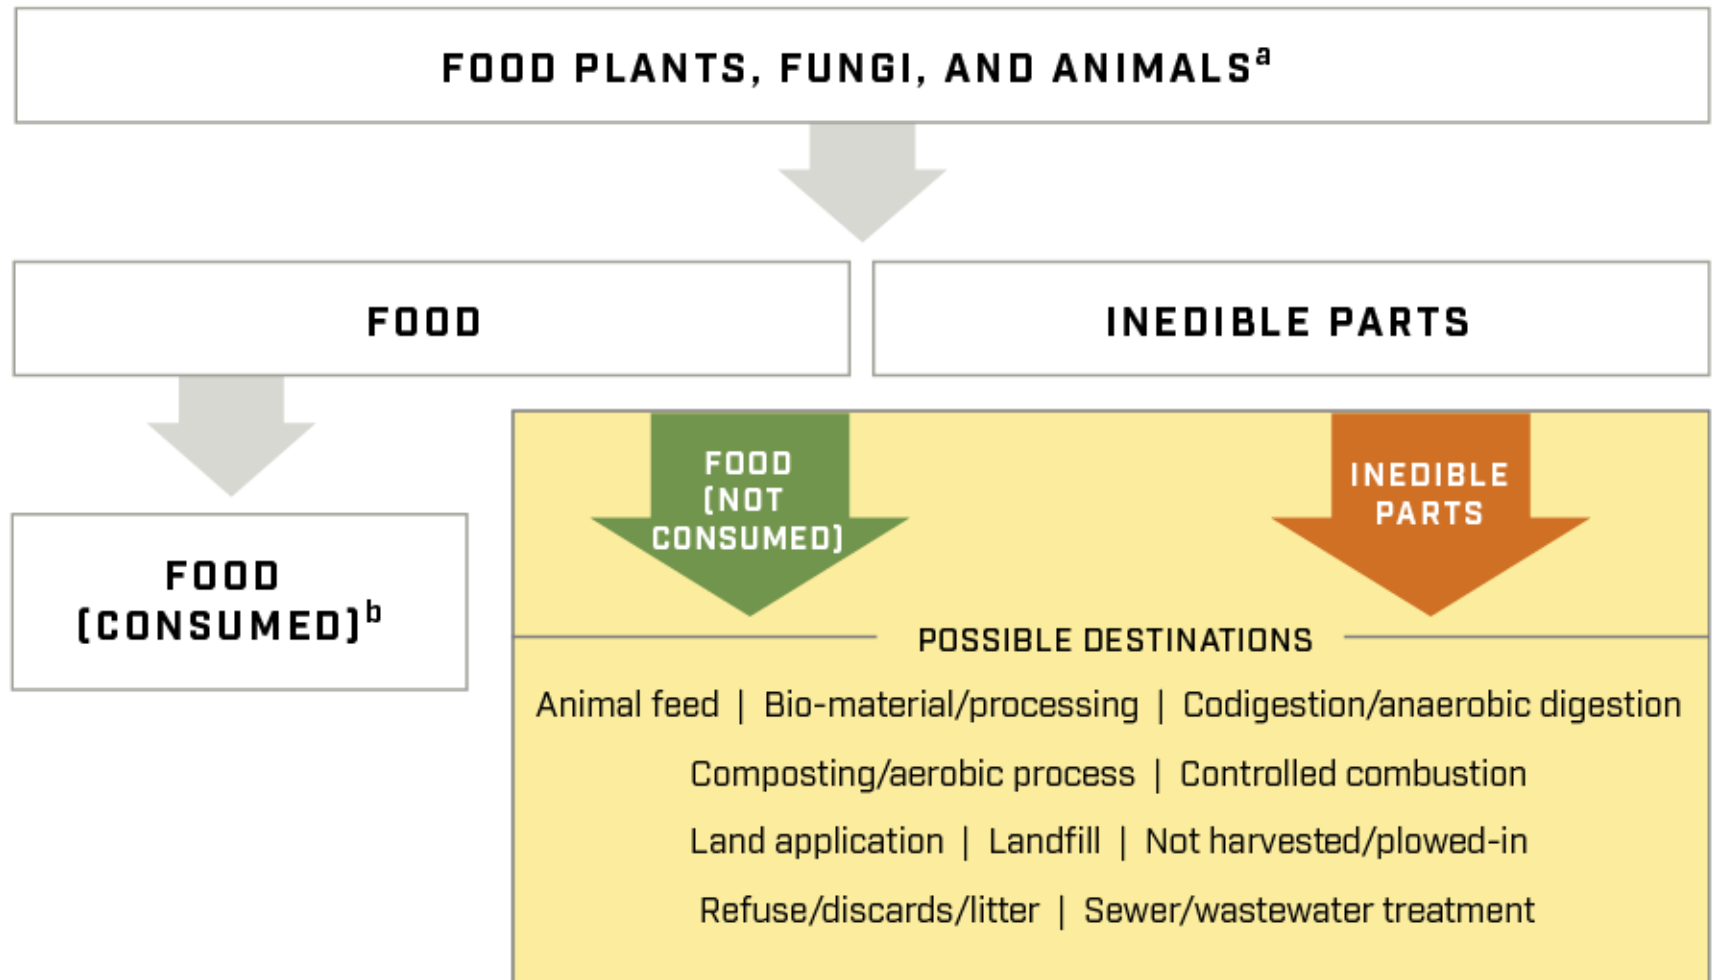 FOOD PLANTS, FUNGI, AND ANIMALSᵃ
FOOD
INEDIBLE PARTS
FOOD
(CONSUMED)ᵇ
FOOD
(NOT
CONSUMED)
INEDIBLE
PARTS
POSSIBLE DESTINATIONS
Animal feed | Bio-material/processing | Codigestion/anaerobic digestion
Composting/aerobic process | Controlled combustion
Land application | Landfill | Not harvested/plowed-in
Refuse/discards/litter | Sewer/wastewater treatment